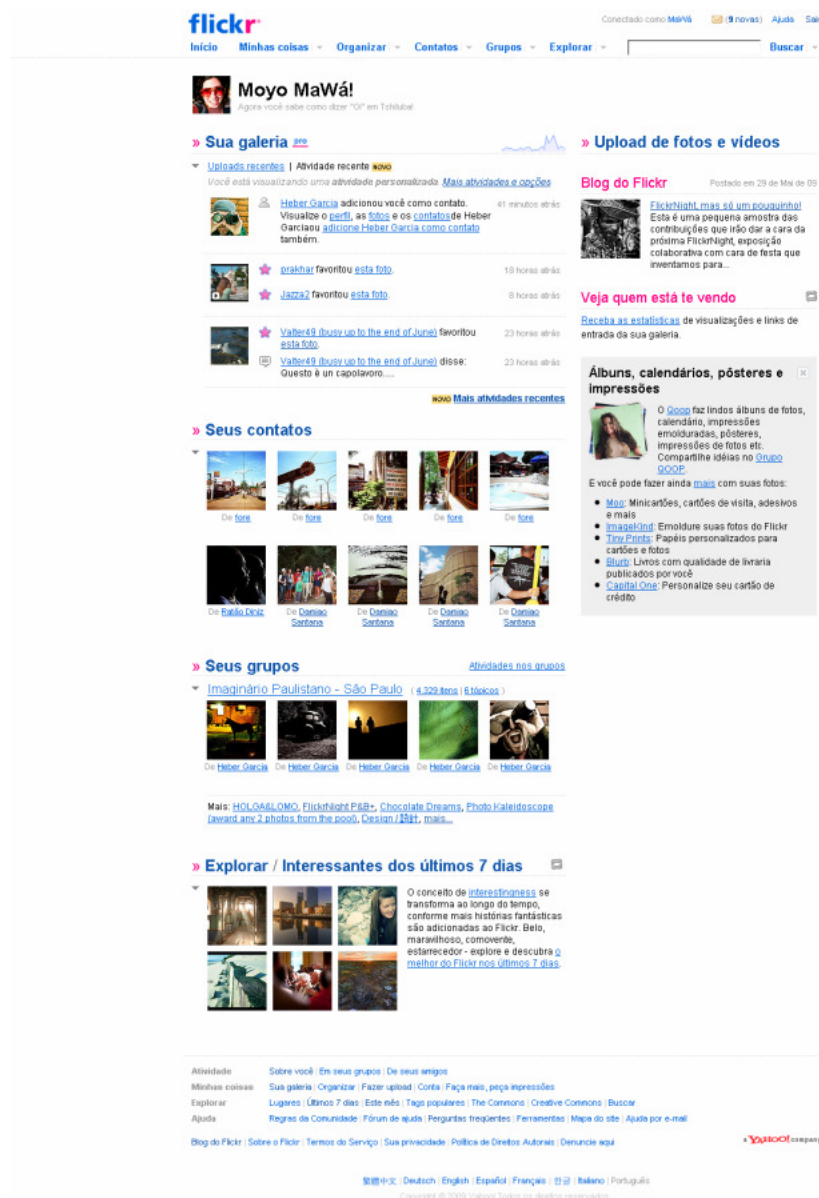 flickr
Conectado como MaWá (9 novas) Ajuda Sair
Início Minhas coisas Organizar Contatos Grupos Explorar Buscar
Moyo MaWá!
Agora você sabe como dizer "Oi" em Tshiluba!
» Sua galeria pro
Uploads recentes | Atividade recente NOVO
Você está visualizando uma atividade personalizada. Mais atividades e opções
Heber Garcia adicionou você como contato. 41 minutos atrás
Visualize o perfil, as fotos e os contatos de Heber
Garciaou adicione Heber Garcia como contato
também.
prakhar favoritou esta foto. 18 horas atrás
Jazza2 favoritou esta foto. 8 horas atrás
Valter49 (busy up to the end of June) favoritou 23 horas atrás
esta foto.
Valter49 (busy up to the end of June) disse: 23 horas atrás
Questo è un capolavoro.....
NOVO Mais atividades recentes
» Seus contatos
De fore De fore De fore De fore De fore
De Ratão Diniz De Damiao De Damiao De Damiao De Damiao
Santana Santana Santana Santana
» Seus grupos Atividades nos grupos
Imaginário Paulistano - São Paulo ( 4.329 itens | 6 tópicos )
De Heber Garcia De Heber Garcia De Heber Garcia De Heber Garcia De Heber Garcia
Mais: HOLGA&LOMO, FlickrNight P&B+, Chocolate Dreams, Photo Kaleidoscope
(award any 2 photos from the pool), Design / 設計, mais...
» Explorar / Interessantes dos últimos 7 dias
O conceito de interestingness se
transforma ao longo do tempo,
conforme mais histórias fantásticas
são adicionadas ao Flickr. Belo,
maravilhoso, comovente,
estarrecedor - explore e descubra o
melhor do Flickr nos últimos 7 dias.
» Upload de fotos e vídeos
Blog do Flickr Postado em 29 de Mai de 09
FlickrNight, mas só um pouquinho!
Esta é uma pequena amostra das
contribuições que irão dar a cara da
próxima FlickrNight, exposição
colaborativa com cara de festa que
inventamos para...
Veja quem está te vendo
Receba as estatísticas de visualizações e links de
entrada da sua galeria.
Álbuns, calendários, pôsteres e
impressões
O Qoop faz lindos álbuns de fotos,
calendário, impressões
emolduradas, pôsteres,
impressões de fotos etc.
Compartilhe idéias no Grupo
QOOP.
E você pode fazer ainda mais com suas fotos:
Moo: Minicartões, cartões de visita, adesivos
e mais
ImageKind: Emoldure suas fotos do Flickr
Tiny Prints: Papéis personalizados para
cartões e fotos
Blurb: Livros com qualidade de livraria
publicados por você
Capital One: Personalize seu cartão de
crédito
Atividade Sobre você | Em seus grupos | De seus amigos
Minhas coisas Sua galeria | Organizar | Fazer upload | Conta | Faça mais, peça impressões
Explorar Lugares | Últimos 7 dias | Este mês | Tags populares | The Commons | Creative Commons | Buscar
Ajuda Regras da Comunidade | Fórum de ajuda | Perguntas freqüentes | Ferramentas | Mapa do site | Ajuda por e-mail
Blog do Flickr | Sobre o Flickr | Termos do Serviço | Sua privacidade | Política de Direitos Autorais | Denuncie aqui a YAHOO! company
繁體中文 | Deutsch | English | Español | Français | 한글 | Italiano | Português
Copyright © 2009 Yahoo! Todos os direitos reservados.